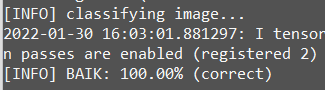 [INFO] classifying image...
2022-01-30 16:03:01.881297: I tensor
n passes are enabled (registered 2)
[INFO] BAIK: 100.00% (correct)